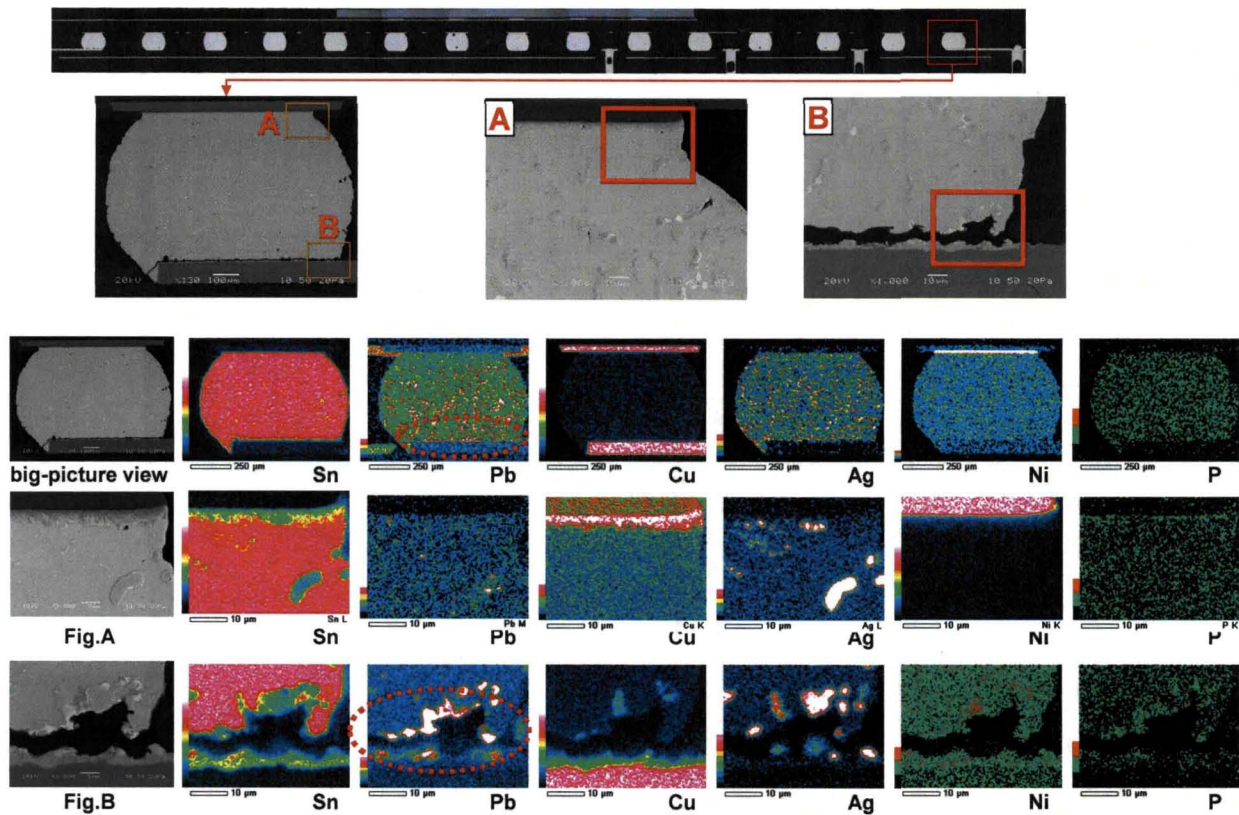 A
B
20kV X130 100µm 10 50 20Pa
A
10µm
B
20kV X1,000 10µm 10 50 20Pa
big-picture view
250 µm Sn
250 µm Pb
250 µm Cu
250 µm Ag
250 µm Ni
250 µm P
Fig.A
Sn L
10 µm Sn
Pb M
10 µm Pb
Cu K
10 µm Cu
Ag L
10 µm Ag
Ni K
10 µm Ni
P K
10 µm P
Fig.B
10 µm Sn
10 µm Pb
10 µm Cu
10 µm Ag
10 µm Ni
10 µm P